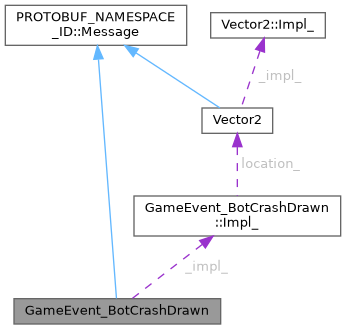 PROTOBUF_NAMESPACE
_ID::Message
Vector2::Impl_
_impl_
Vector2
location_
GameEvent_BotCrashDrawn
::Impl_
_impl_
GameEvent_BotCrashDrawn